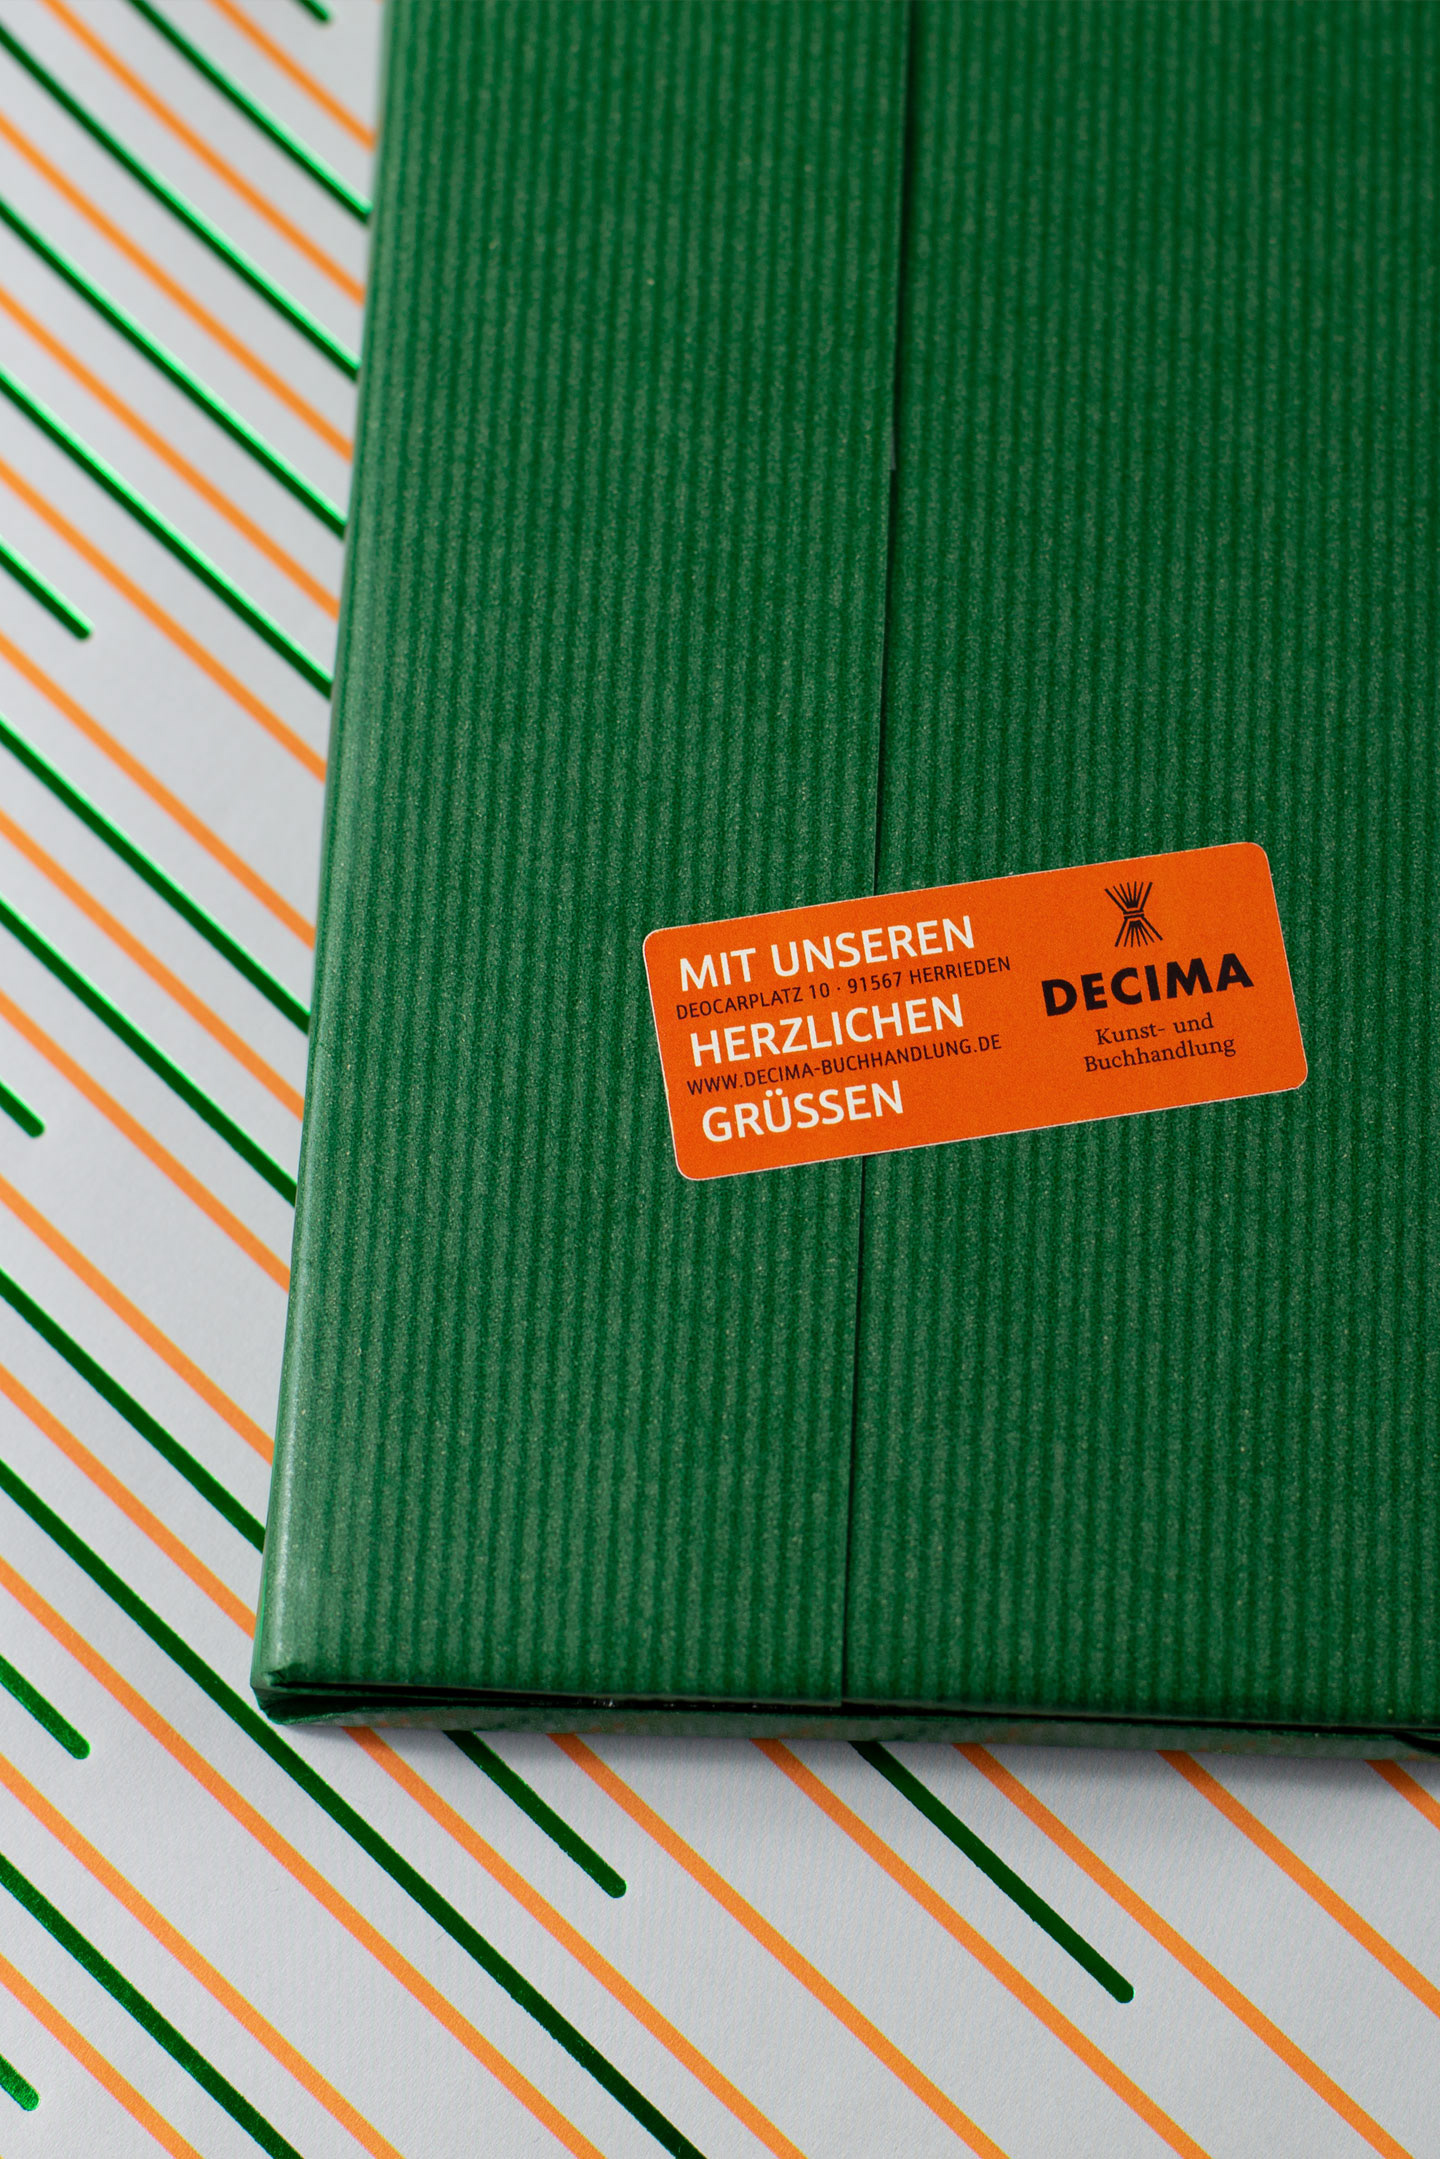 MIT UNSEREN
DEOCARPLATZ 10 · 91567 HERRIEDEN
HERZLICHEN
WWW.DECIMA-BUCHHANDLUNG.DE
GRÜSSEN
DECIMA
Kunst- und
Buchhandlung